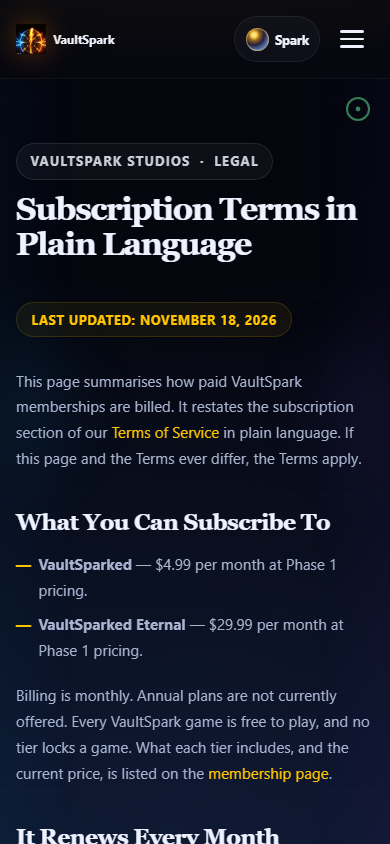 VaultSpark
Spark
VAULTSPARK STUDIOS · LEGAL
Subscription Terms in
Plain Language
LAST UPDATED: NOVEMBER 18, 2026
This page summarises how paid VaultSpark
memberships are billed. It restates the subscription
section of our Terms of Service in plain language. If
this page and the Terms ever differ, the Terms apply.
What You Can Subscribe To
— VaultSparked — $4.99 per month at Phase 1
pricing.
— VaultSparked Eternal — $29.99 per month at
Phase 1 pricing.
Billing is monthly. Annual plans are not currently
offered. Every VaultSpark game is free to play, and no
tier locks a game. What each tier includes, and the
current price, is listed on the membership page.
It Renews Every Month